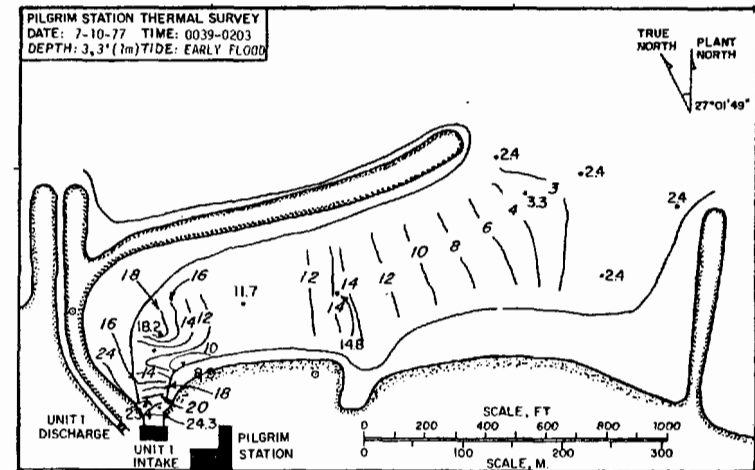 PILGRIM STATION THERMAL SURVEY
DATE: 7-10-77 TIME: 0039-0203
DEPTH: 3.3' (1m) TIDE: EARLY FLOOD
TRUE NORTH
PLANT NORTH
27°01'49"
2.4
2.4
3
3.3
4
2.4
6
8
10
12
14
12
2.4
18
16
11.7
14
12
14
14.8
18.2
16
10
24
14
18
20
24.3
UNIT 1
DISCHARGE
UNIT 1
INTAKE
PILGRIM
STATION
SCALE, FT
0 200 400 600 800 1000
0 100 200 300
SCALE, M.